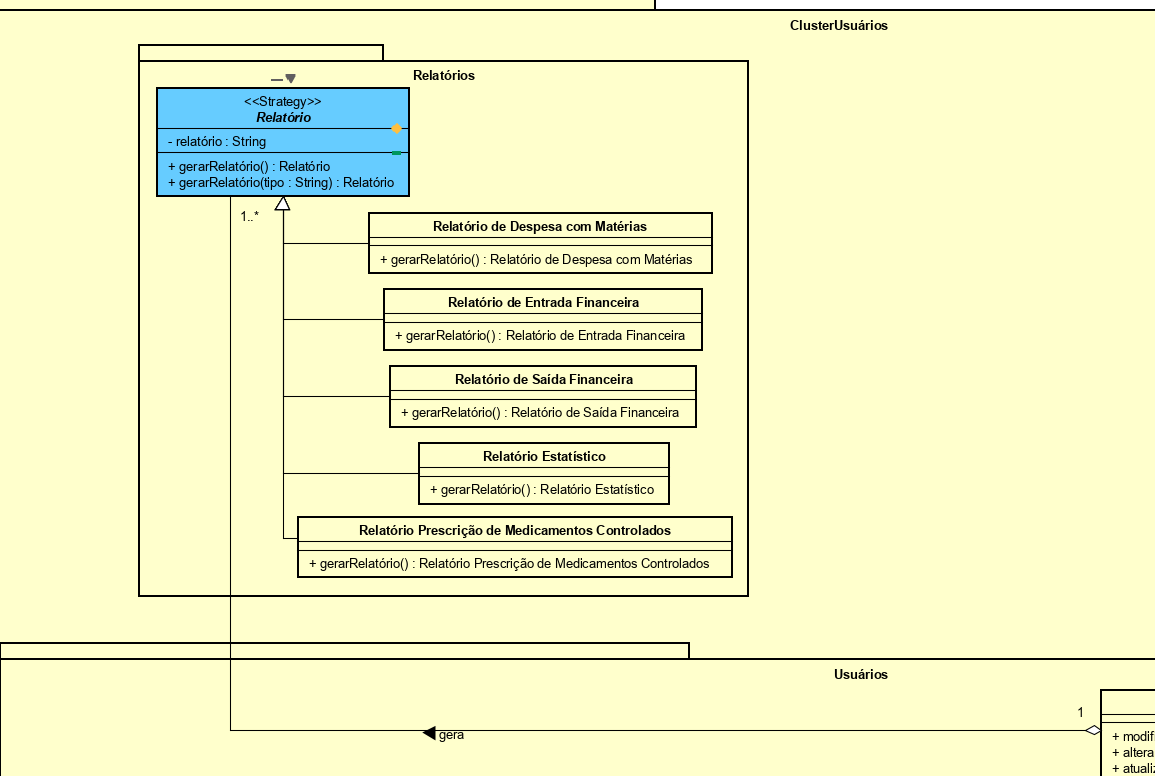 ClusterUsuários
Relatórios
<<Strategy>>
Relatório
- relatório : String
+ gerarRelatório() : Relatório
+ gerarRelatório(tipo : String) : Relatório
1..*
Relatório de Despesa com Matérias
+ gerarRelatório() : Relatório de Despesa com Matérias
Relatório de Entrada Financeira
+ gerarRelatório() : Relatório de Entrada Financeira
Relatório de Saída Financeira
+ gerarRelatório() : Relatório de Saída Financeira
Relatório Estatístico
+ gerarRelatório() : Relatório Estatístico
Relatório Prescrição de Medicamentos Controlados
+ gerarRelatório() : Relatório Prescrição de Medicamentos Controlados
Usuários
1
gera
+ modifi
+ altera
+ atualiz